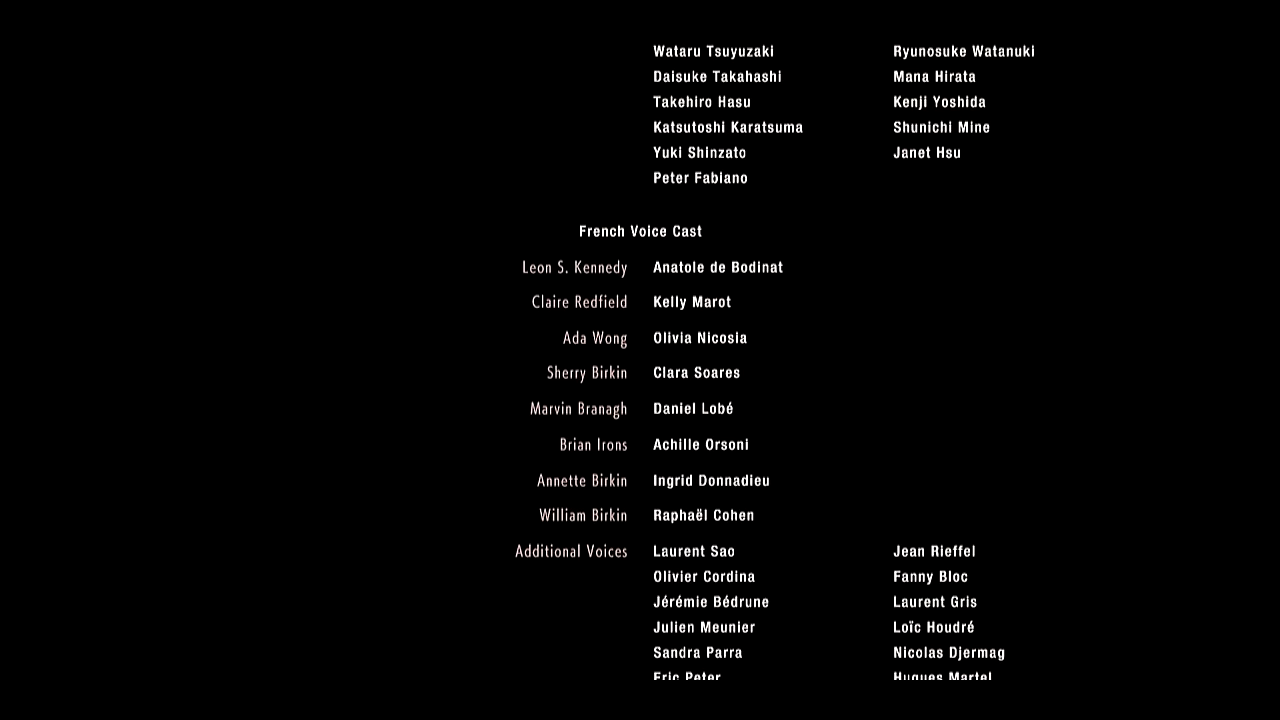 Wataru Tsuyuzaki Ryunosuke Watanuki
Daisuke Takahashi Mana Hirata
Takehiro Hasu Kenji Yoshida
Katsutoshi Karatsuma Shunichi Mine
Yuki Shinzato Janet Hsu
Peter Fabiano
French Voice Cast
Leon S. Kennedy Anatole de Bodinat
Claire Redfield Kelly Marot
Ada Wong Olivia Nicosia
Sherry Birkin Clara Soares
Marvin Branagh Daniel Lobé
Brian Irons Achille Orsoni
Annette Birkin Ingrid Donnadieu
William Birkin Raphaël Cohen
Additional Voices Laurent Sao Jean Rieffel
Olivier Cordina Fanny Bloc
Jérémie Bédrune Laurent Gris
Julien Meunier Loïc Houdré
Sandra Parra Nicolas Djermag
Eric Peter Hugues Martel